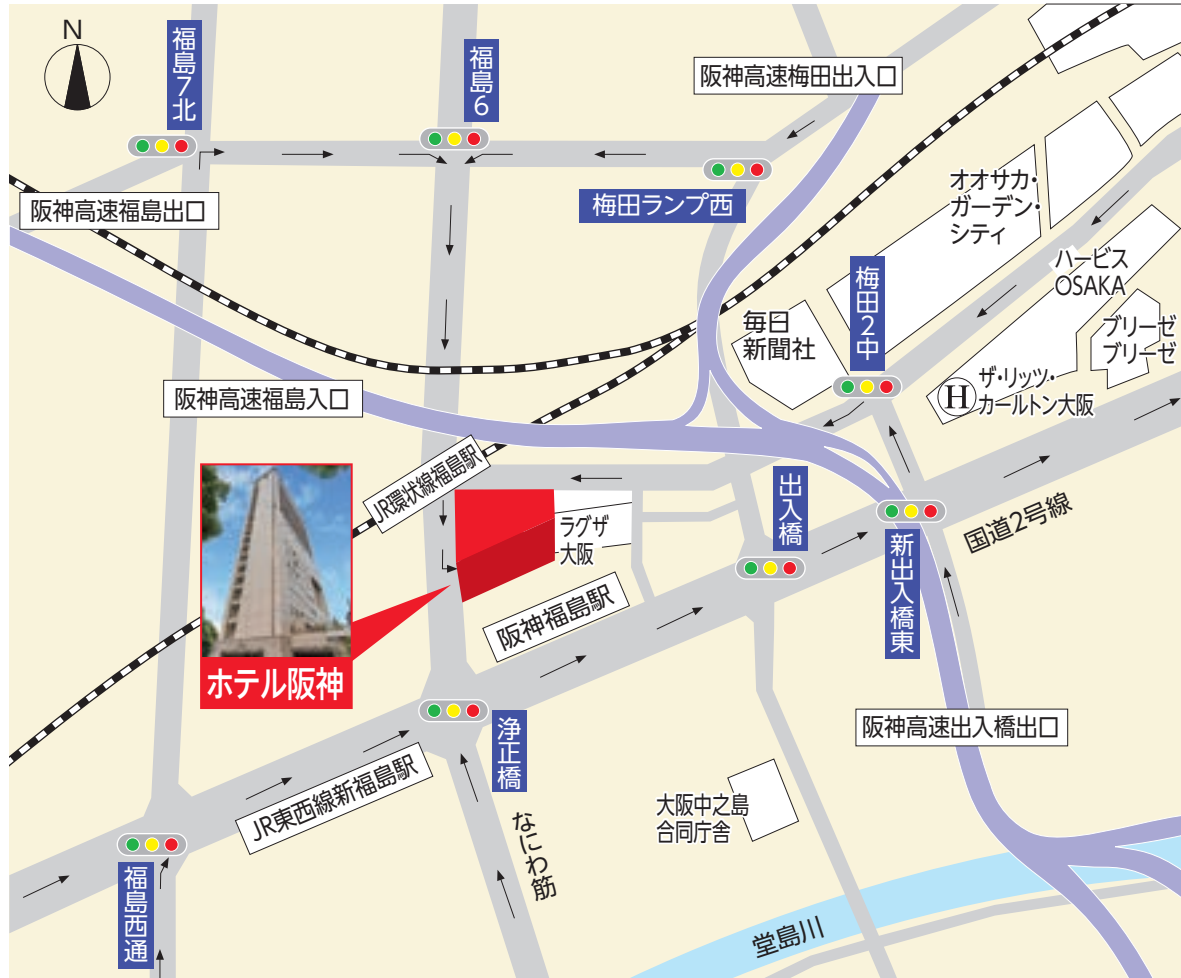 N
福島7北
福島6
阪神高速梅田出入口
阪神高速福島出口
梅田ランプ西
オオサカ・
ガーデン・
シティ
ハービス
OSAKA
ブリーゼ
ブリーゼ
梅田2中
毎日
新聞社
H
ザ・リッツ・
カールトン大阪
阪神高速福島入口
JR環状線福島駅
出入橋
国道2号線
ラグザ
大阪
新出入橋東
阪神福島駅
ホテル阪神
浄正橋
阪神高速出入橋出口
JR東西線新福島駅
大阪中之島
合同庁舎
なにわ筋
福島西通
堂島川